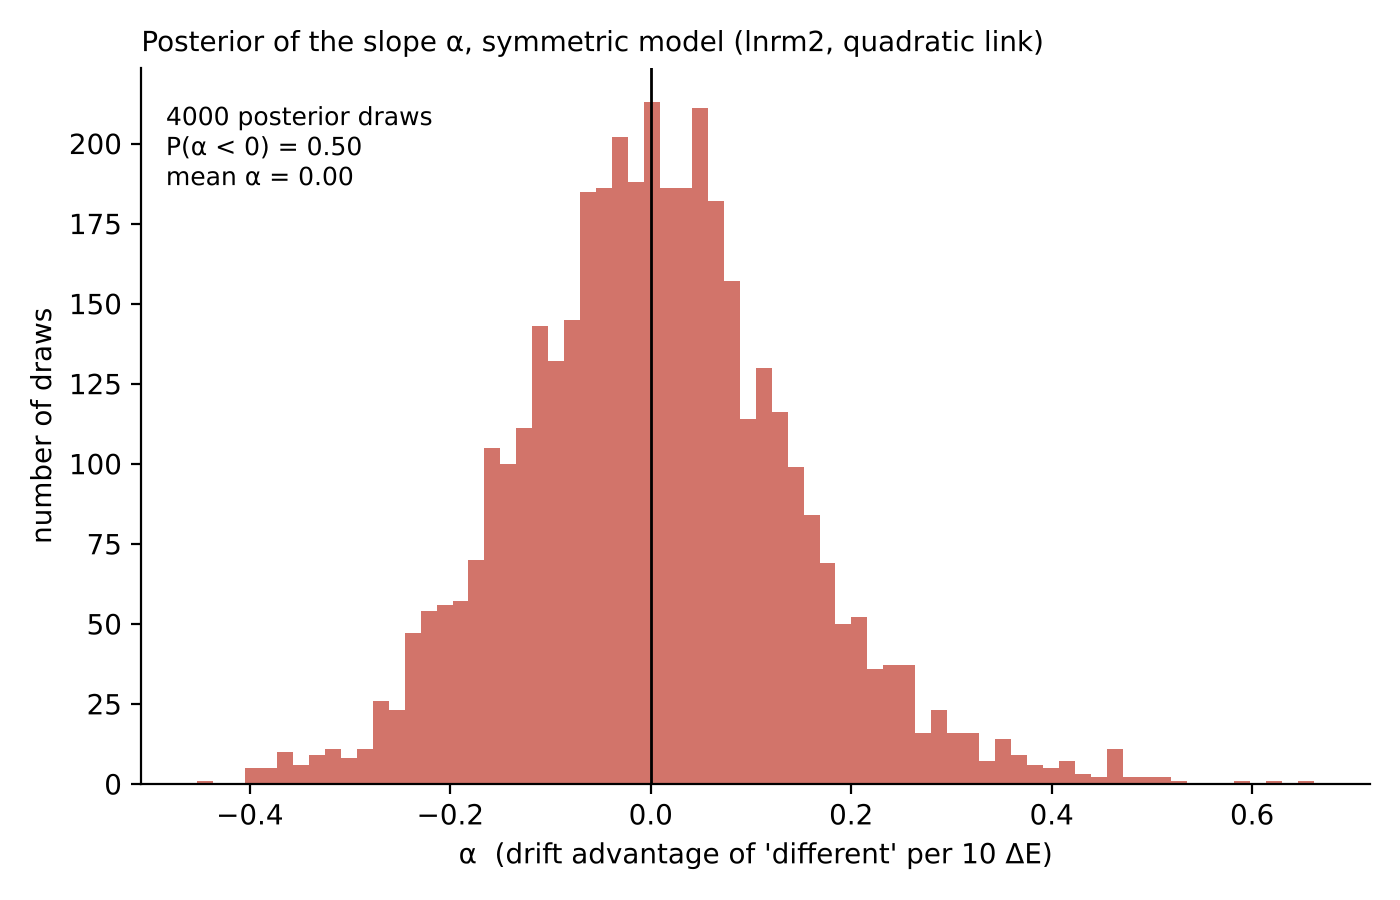 Posterior of the slope α, symmetric model (lnrm2, quadratic link)
4000 posterior draws
P(α < 0) = 0.50
mean α = 0.00
number of draws
200
175
150
125
100
75
50
25
0
−0.4 −0.2 0.0 0.2 0.4 0.6
α (drift advantage of 'different' per 10 ΔE)